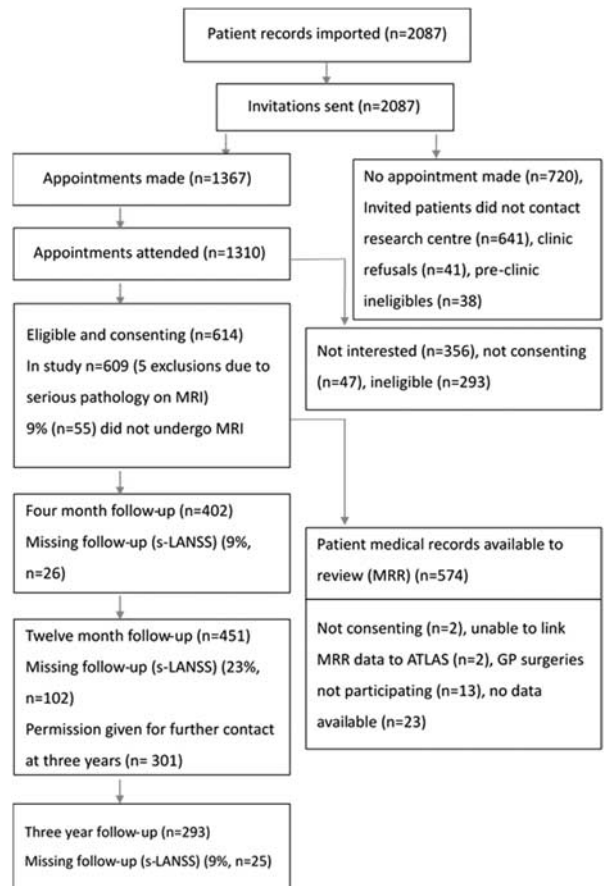 Patient records imported (n=2087)
Invitations sent (n=2087)
Appointments made (n=1367)
No appointment made (n=720),
Invited patients did not contact
research centre (n=641), clinic
refusals (n=41), pre-clinic
ineligibles (n=38)
Appointments attended (n=1310)
Not interested (n=356), not consenting
(n=47), ineligible (n=293)
Eligible and consenting (n=614)
In study n=609 (5 exclusions due to
serious pathology on MRI)
9% (n=55) did not undergo MRI
Four month follow-up (n=402)
Missing follow-up (s-LANSS) (9%,
n=26)
Patient medical records available to
review (MRR) (n=574)
Not consenting (n=2), unable to link
MRR data to ATLAS (n=2), GP surgeries
not participating (n=13), no data
available (n=23)
Twelve month follow-up (n=451)
Missing follow-up (s-LANSS) (23%,
n=102)
Permission given for further contact
at three years (n= 301)
Three year follow-up (n=293)
Missing follow-up (s-LANSS) (9%, n=25)